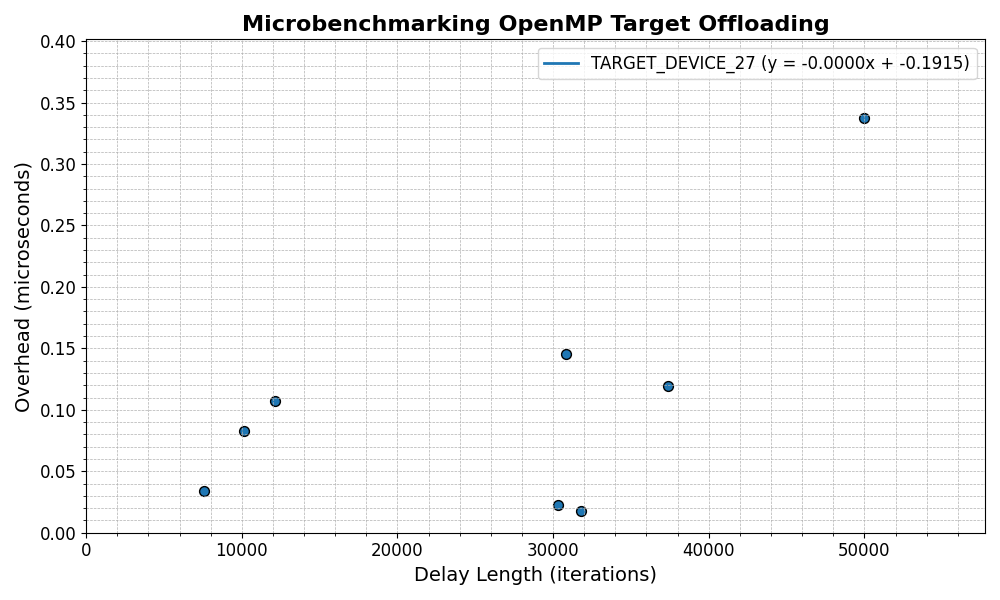 Microbenchmarking OpenMP Target Offloading
TARGET_DEVICE_27 (y = -0.0000x + -0.1915)
Overhead (microseconds)
0.40
0.35
0.30
0.25
0.20
0.15
0.10
0.05
0.00
0 10000 20000 30000 40000 50000
Delay Length (iterations)